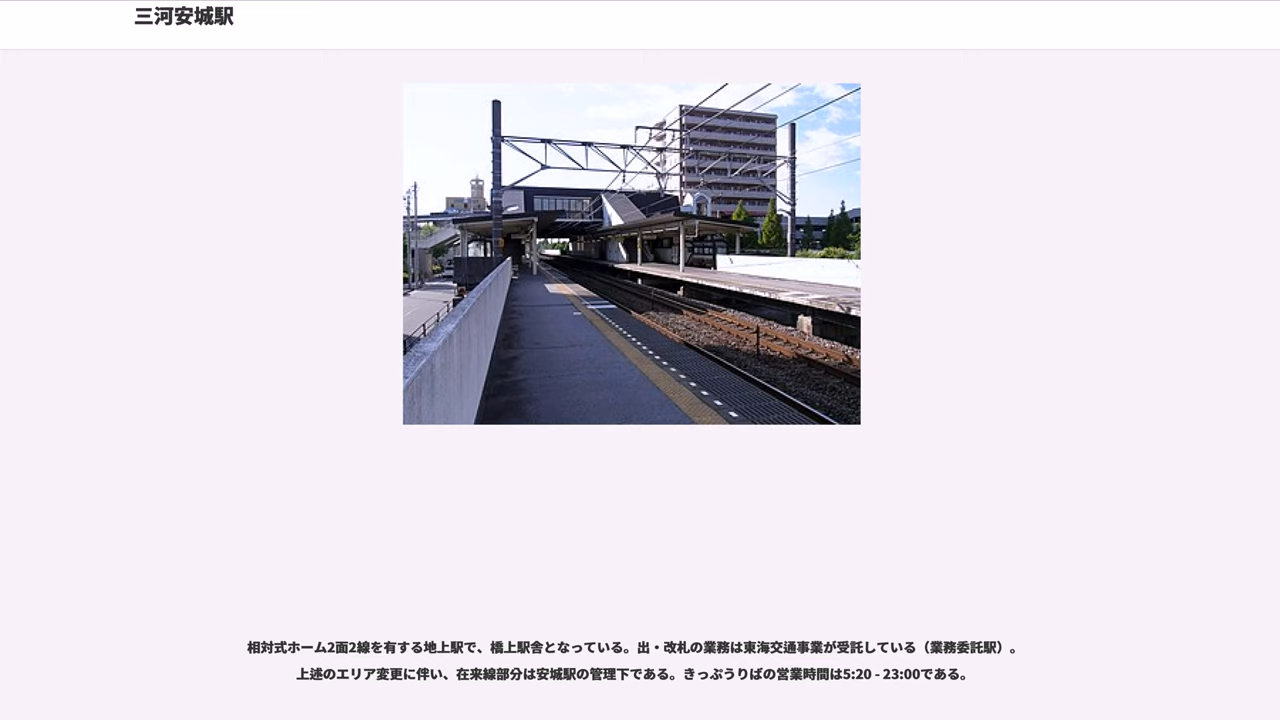 三河安城駅
相対式ホーム2面2線を有する地上駅で、橋上駅舎となっている。出・改札の業務は東海交通事業が受託している（業務委託駅）。
上述のエリア変更に伴い、在来線部分は安城駅の管理下である。きっぷうりばの営業時間は5:20 - 23:00である。